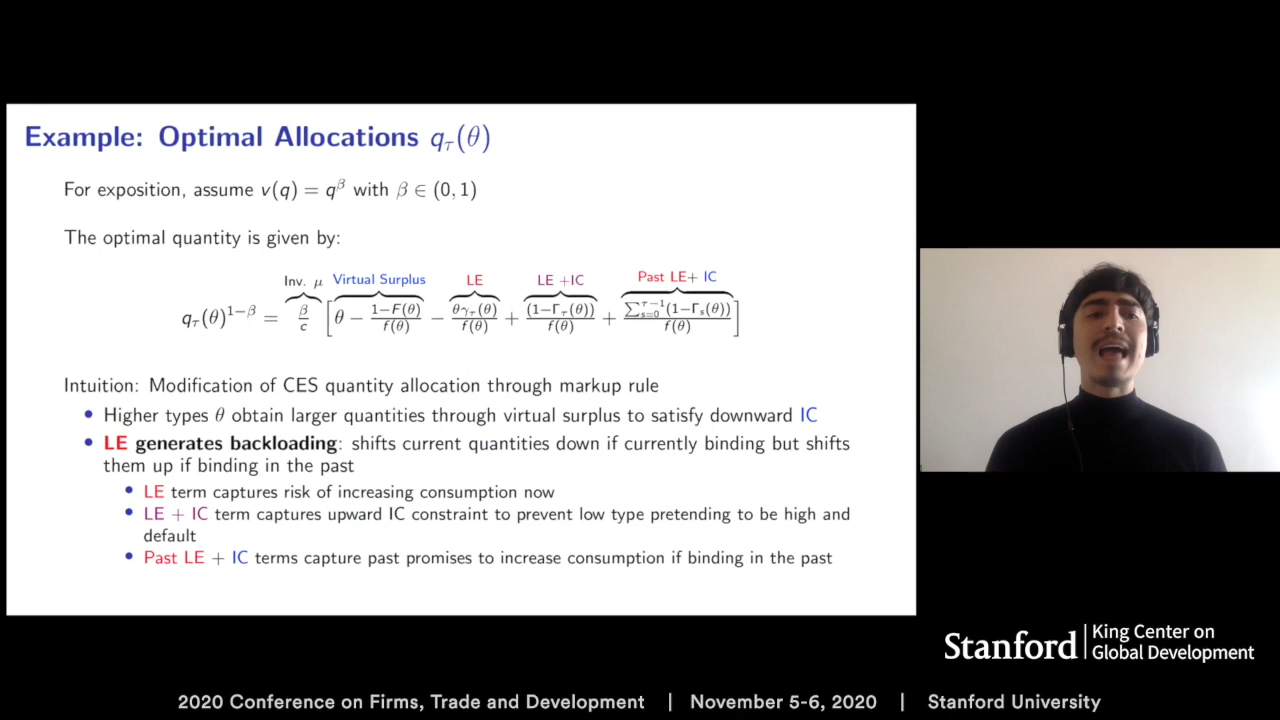 Example: Optimal Allocations qτ(θ)
For exposition, assume v(q) = q^β with β ∈ (0, 1)
The optimal quantity is given by:
Inv. μ Virtual Surplus LE LE +IC Past LE+ IC
qτ(θ)^{1−β} = β/c [θ − (1−F(θ))/f(θ) − θγτ(θ)/f(θ) + (1−Γτ(θ))/f(θ) + ∑_{s=0}^{τ−1}(1−Γs(θ))/f(θ)]
Intuition: Modification of CES quantity allocation through markup rule
• Higher types θ obtain larger quantities through virtual surplus to satisfy downward IC
• LE generates backloading: shifts current quantities down if currently binding but shifts
them up if binding in the past
• LE term captures risk of increasing consumption now
• LE + IC term captures upward IC constraint to prevent low type pretending to be high and
default
• Past LE + IC terms capture past promises to increase consumption if binding in the past
Stanford | King Center on
Global Development
2020 Conference on Firms, Trade and Development | November 5-6, 2020 | Stanford University